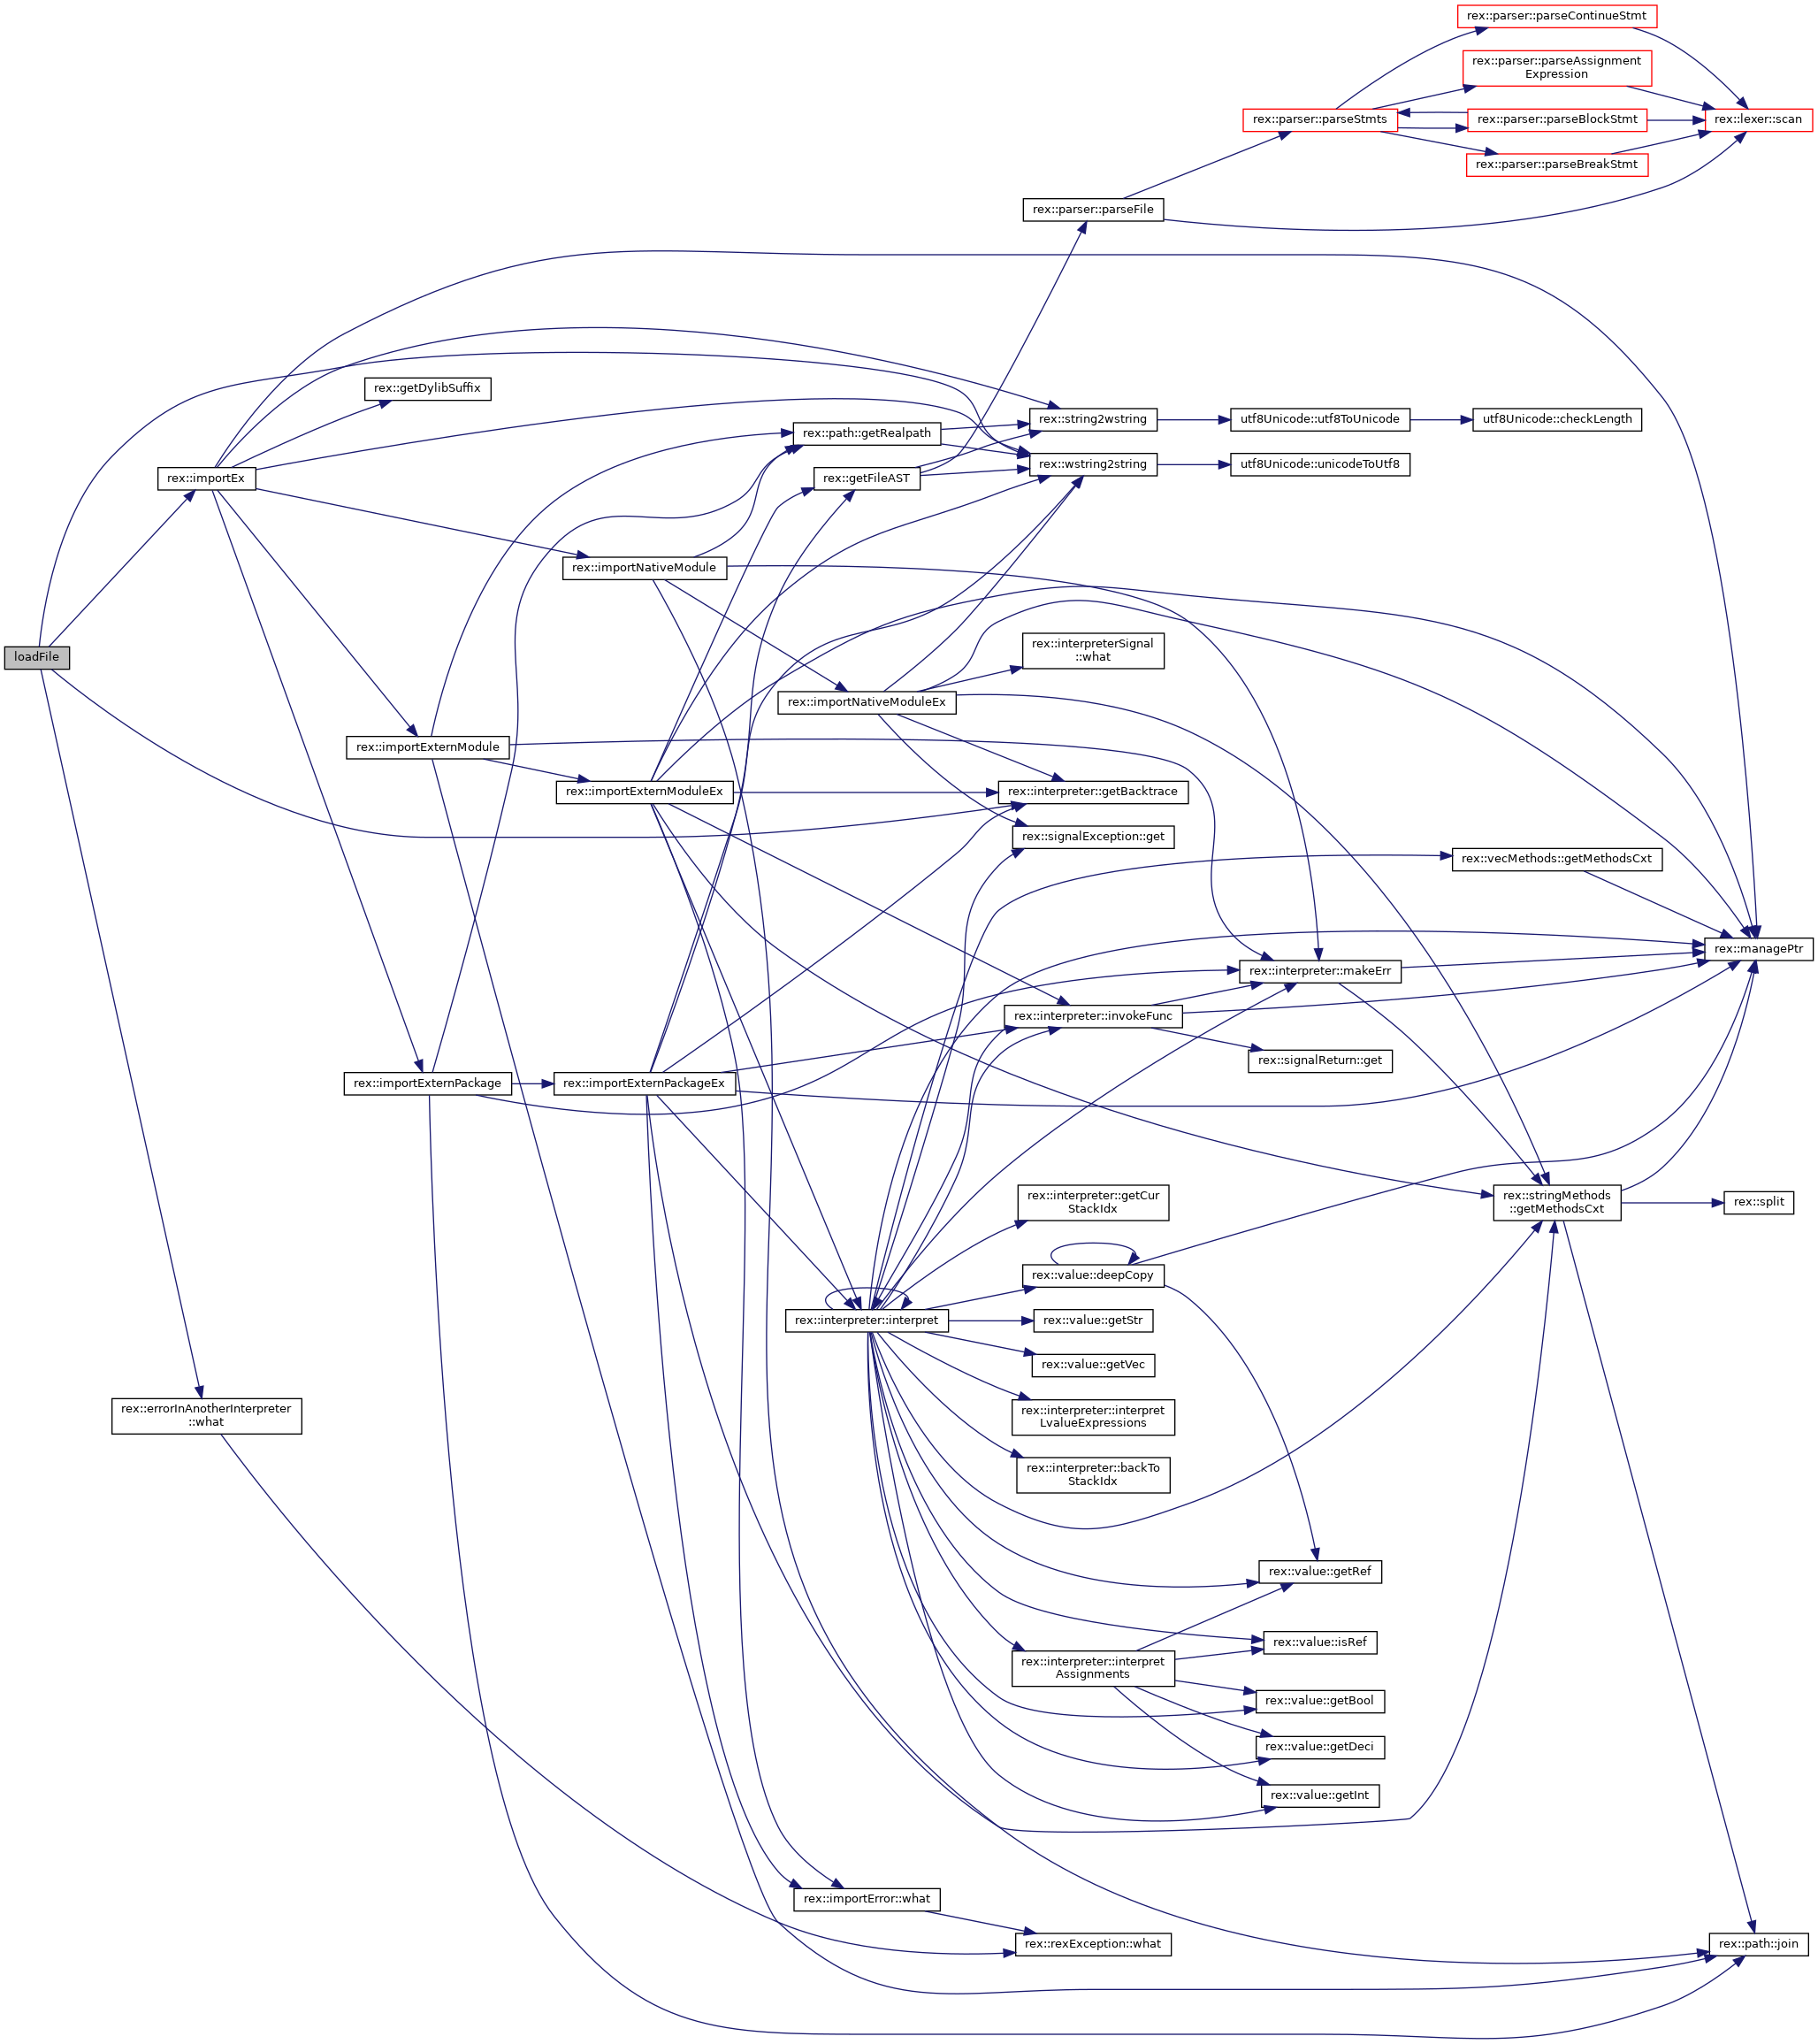 rex::parser::parseContinueStmt
rex::parser::parseAssignment
Expression
rex::parser::parseStmts
rex::parser::parseBlockStmt
rex::lexer::scan
rex::parser::parseBreakStmt
rex::parser::parseFile
rex::getDylibSuffix
rex::string2wstring
utf8Unicode::utf8ToUnicode
utf8Unicode::checkLength
rex::path::getRealpath
rex::importEx
rex::getFileAST
rex::wstring2string
utf8Unicode::unicodeToUtf8
rex::importNativeModule
loadFile
rex::interpreterSignal
::what
rex::importNativeModuleEx
rex::importExternModule
rex::importExternModuleEx
rex::interpreter::getBacktrace
rex::signalException::get
rex::vecMethods::getMethodsCxt
rex::managePtr
rex::interpreter::makeErr
rex::interpreter::invokeFunc
rex::signalReturn::get
rex::importExternPackage
rex::importExternPackageEx
rex::interpreter::getCur
StackIdx
rex::stringMethods
::getMethodsCxt
rex::split
rex::value::deepCopy
rex::interpreter::interpret
rex::value::getStr
rex::value::getVec
rex::errorInAnotherInterpreter
::what
rex::interpreter::interpret
LvalueExpressions
rex::interpreter::backTo
StackIdx
rex::value::getRef
rex::value::isRef
rex::interpreter::interpret
Assignments
rex::value::getBool
rex::value::getDeci
rex::value::getInt
rex::importError::what
rex::rexException::what
rex::path::join